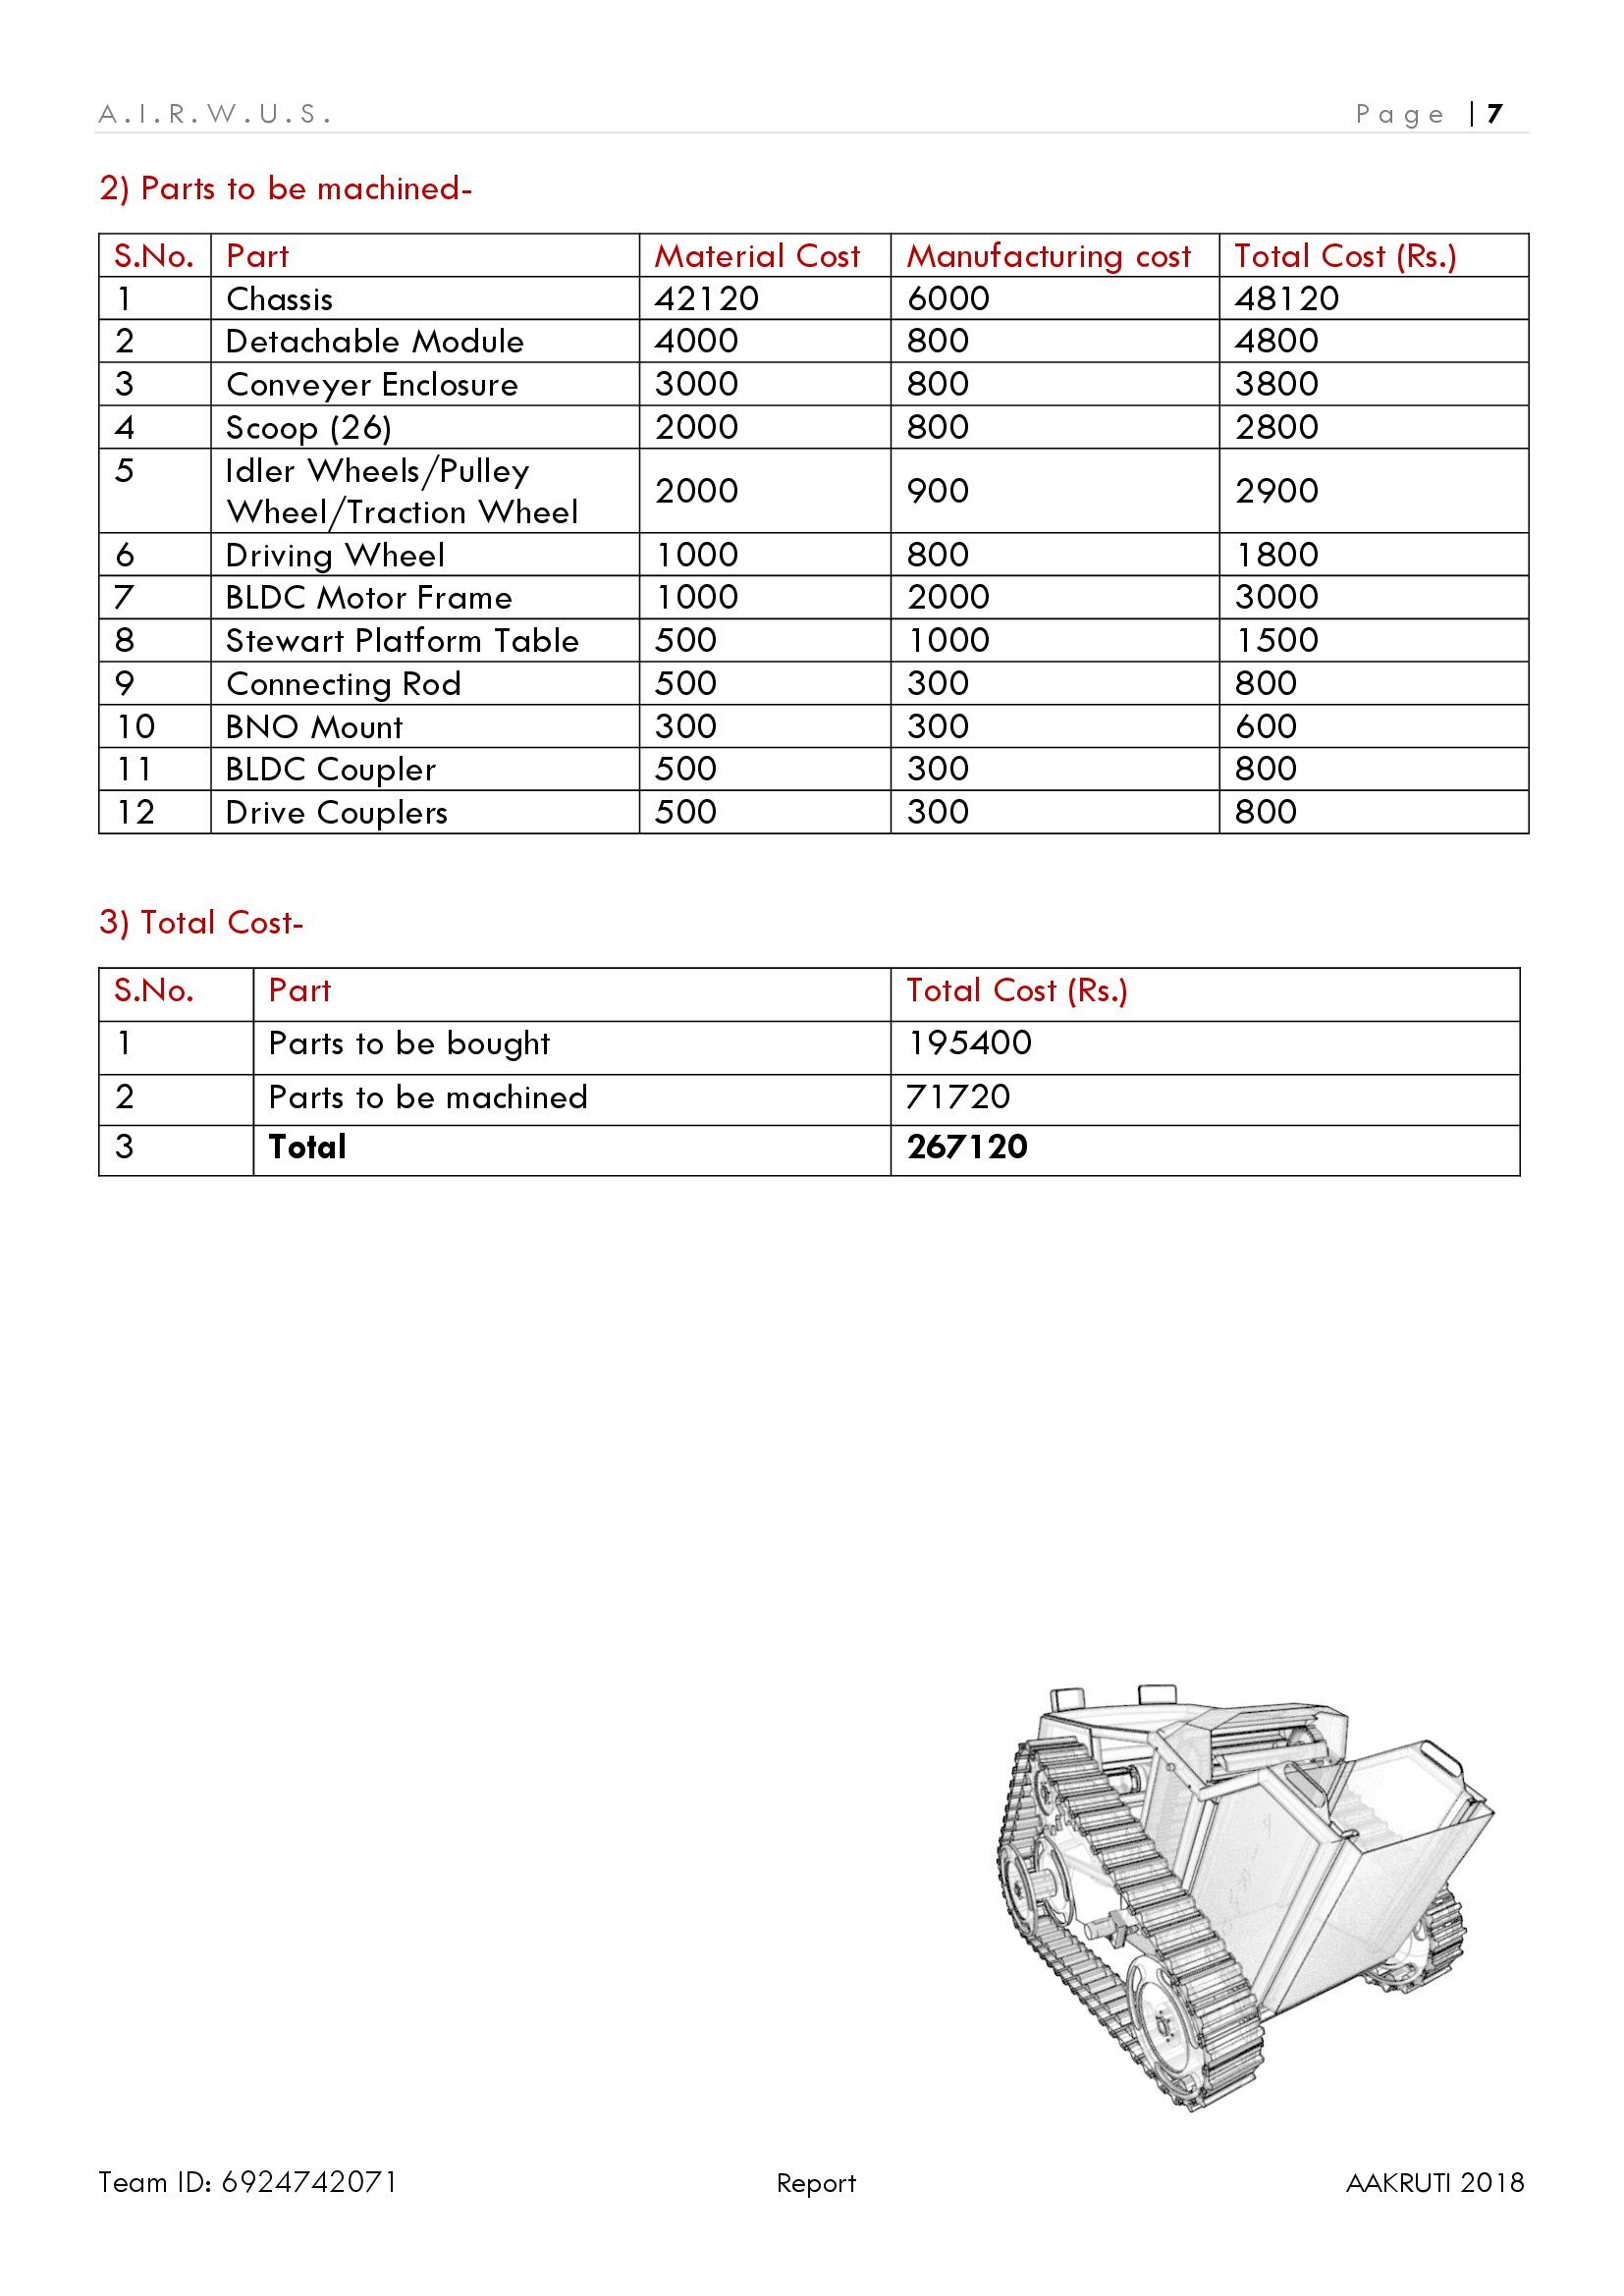 A.I.R.W.U.S. Page | 7
2) Parts to be machined-
S.No. Part Material Cost Manufacturing cost Total Cost (Rs.)
1 Chassis 42120 6000 48120
2 Detachable Module 4000 800 4800
3 Conveyer Enclosure 3000 800 3800
4 Scoop (26) 2000 800 2800
5 Idler Wheels/Pulley
Wheel/Traction Wheel 2000 900 2900
6 Driving Wheel 1000 800 1800
7 BLDC Motor Frame 1000 2000 3000
8 Stewart Platform Table 500 1000 1500
9 Connecting Rod 500 300 800
10 BNO Mount 300 300 600
11 BLDC Coupler 500 300 800
12 Drive Couplers 500 300 800
3) Total Cost-
S.No. Part Total Cost (Rs.)
1 Parts to be bought 195400
2 Parts to be machined 71720
3 Total 267120
Team ID: 6924742071 Report AAKRUTI 2018